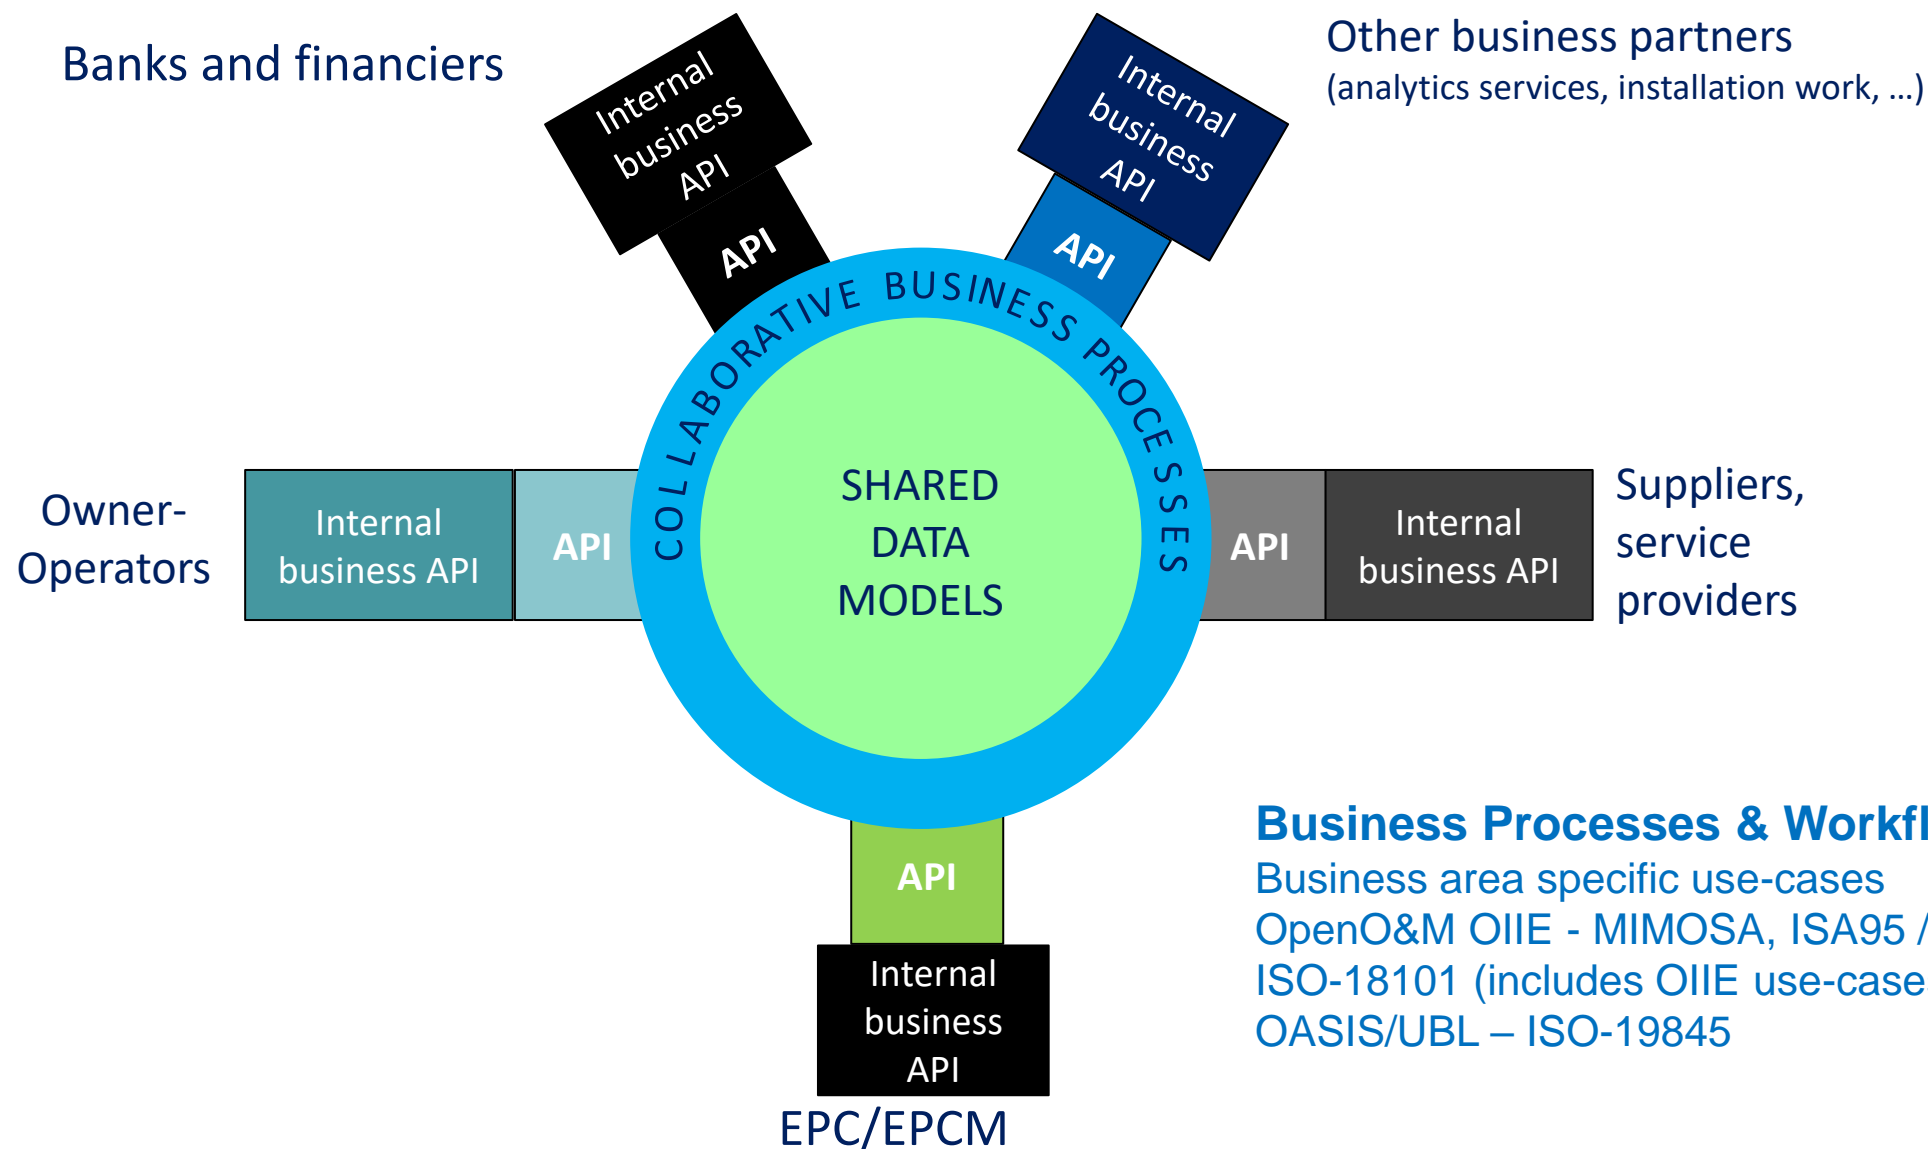 Banks and financiers
Other business partners
(analytics services, installation work, …)
Internal
business
API
API
Internal
business
API
API
COLLABORATIVE BUSINESS PROCESSES
SHARED
DATA
MODELS
Owner-
Operators
Internal
business API
API
API
Internal
business API
Suppliers,
service
providers
API
Internal
business
API
EPC/EPCM
Business Processes & Workfl
Business area specific use-cases
OpenO&M OIIE - MIMOSA, ISA95 /
ISO-18101 (includes OIIE use-case
OASIS/UBL – ISO-19845